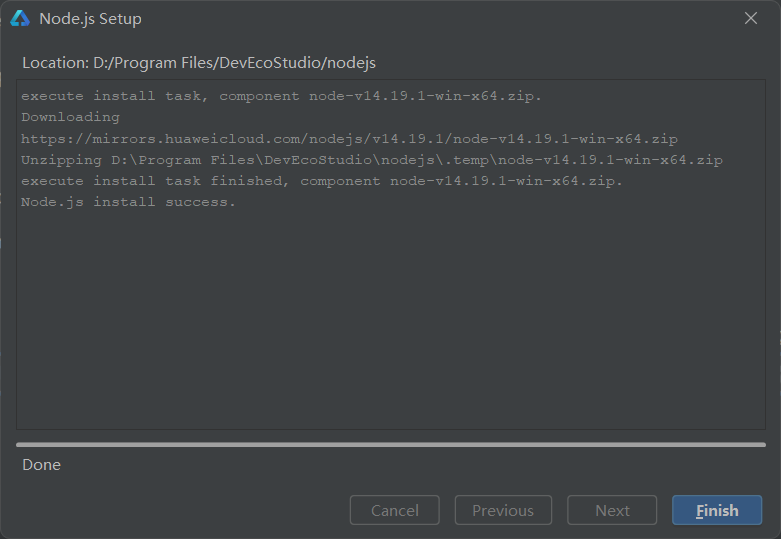 Node.js Setup
Location: D:/Program Files/DevEcoStudio/nodejs
execute install task, component node-v14.19.1-win-x64.zip.
Downloading
https://mirrors.huaweicloud.com/nodejs/v14.19.1/node-v14.19.1-win-x64.zip
Unzipping D:\Program Files\DevEcoStudio\nodejs\.temp\node-v14.19.1-win-x64.zip
execute install task finished, component node-v14.19.1-win-x64.zip.
Node.js install success.
Done
Cancel Previous Next Finish